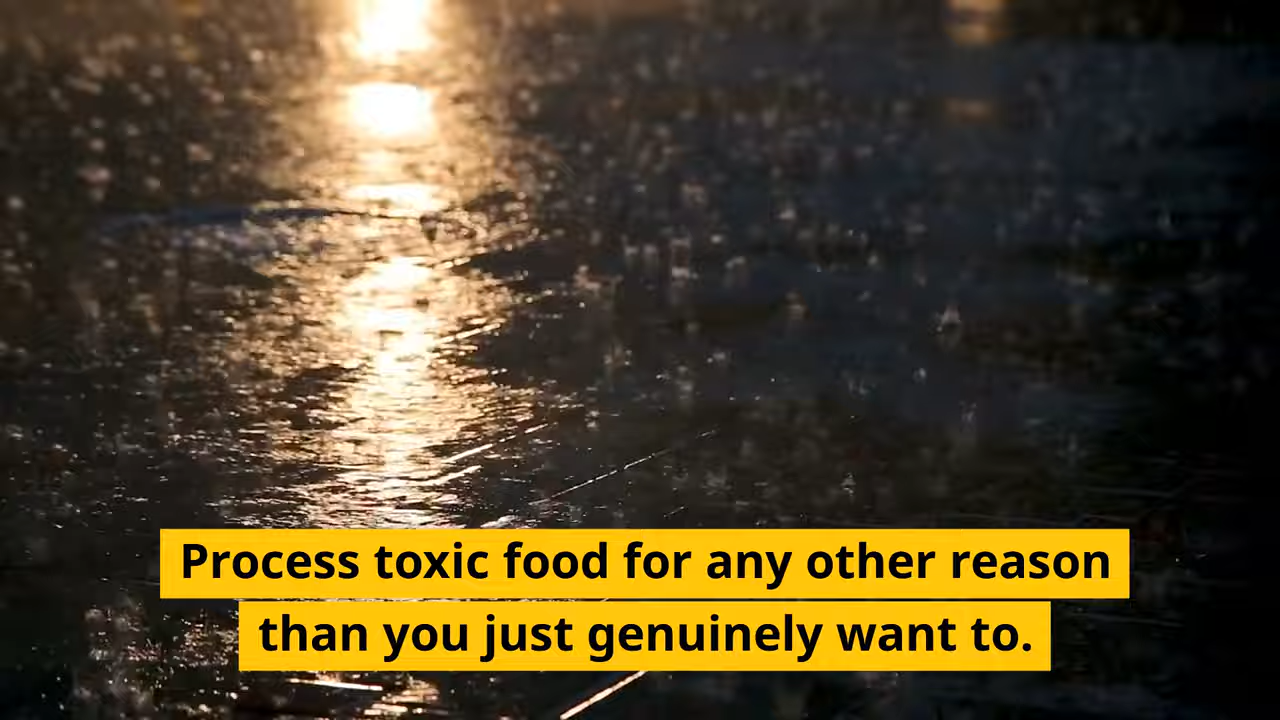 Process toxic food for any other reason
than you just genuinely want to.